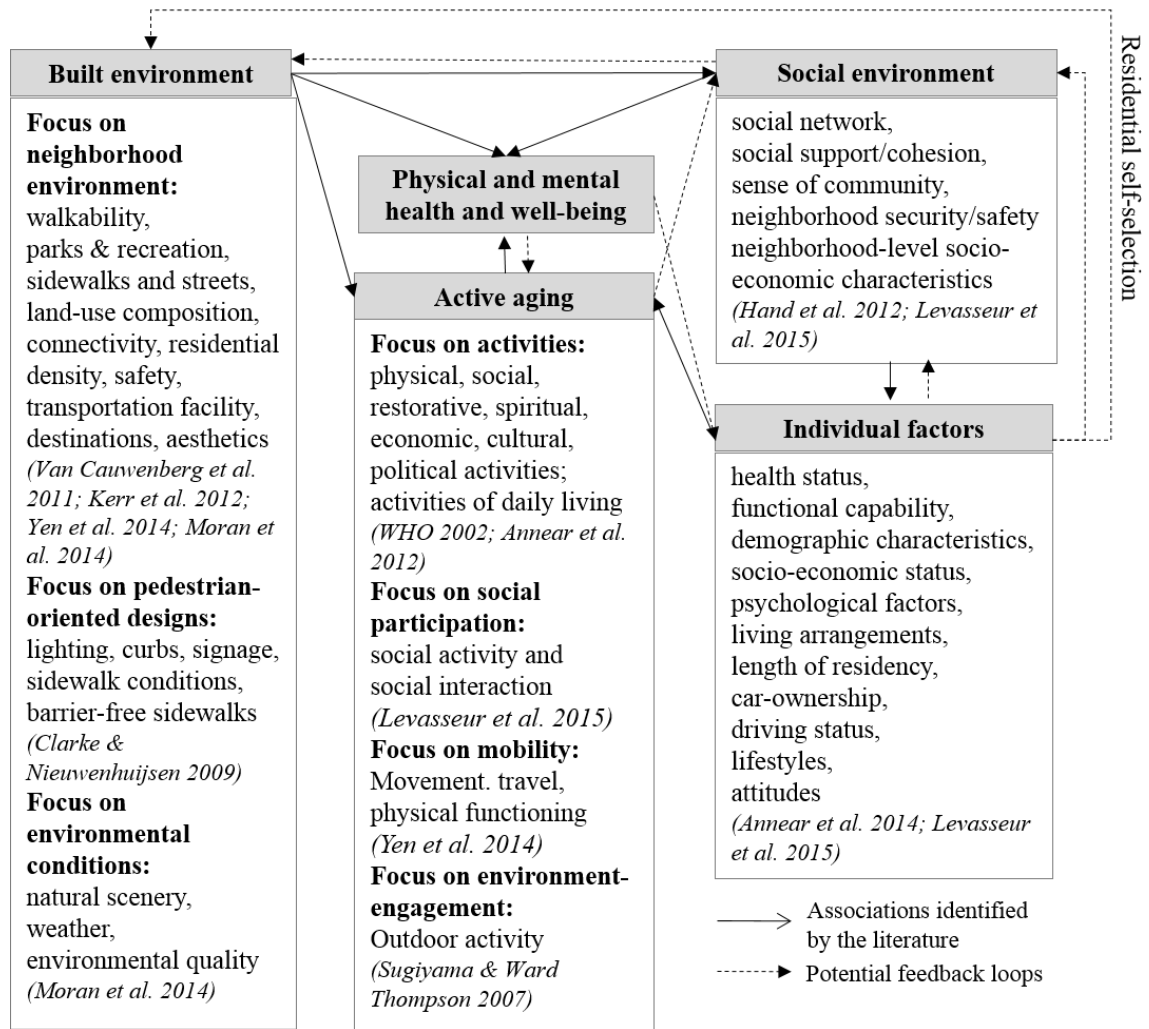 Built environment
Focus on
neighborhood
environment:
walkability,
parks & recreation,
sidewalks and streets,
land-use composition,
connectivity, residential
density, safety,
transportation facility,
destinations, aesthetics
(Van Cauwenberg et al.
2011; Kerr et al. 2012;
Yen et al. 2014; Moran et
al. 2014)
Focus on pedestrian-
oriented designs:
lighting, curbs, signage,
sidewalk conditions,
barrier-free sidewalks
(Clarke &
Nieuwenhuijsen 2009)
Focus on
environmental
conditions:
natural scenery,
weather,
environmental quality
(Moran et al. 2014)
Physical and mental
health and well-being
Active aging
Focus on activities:
physical, social,
restorative, spiritual,
economic, cultural,
political activities;
activities of daily living
(WHO 2002; Annear et al.
2012)
Focus on social
participation:
social activity and
social interaction
(Levasseur et al. 2015)
Focus on mobility:
Movement. travel,
physical functioning
(Yen et al. 2014)
Focus on environment-
engagement:
Outdoor activity
(Sugiyama & Ward
Thompson 2007)
Social environment
social network,
social support/cohesion,
sense of community,
neighborhood security/safety
neighborhood-level socio-
economic characteristics
(Hand et al. 2012; Levasseur et
al. 2015)
Individual factors
health status,
functional capability,
demographic characteristics,
socio-economic status,
psychological factors,
living arrangements,
length of residency,
car-ownership,
driving status,
lifestyles,
attitudes
(Annear et al. 2014; Levasseur
et al. 2015)
Residential self-selection
Associations identified
by the literature
Potential feedback loops